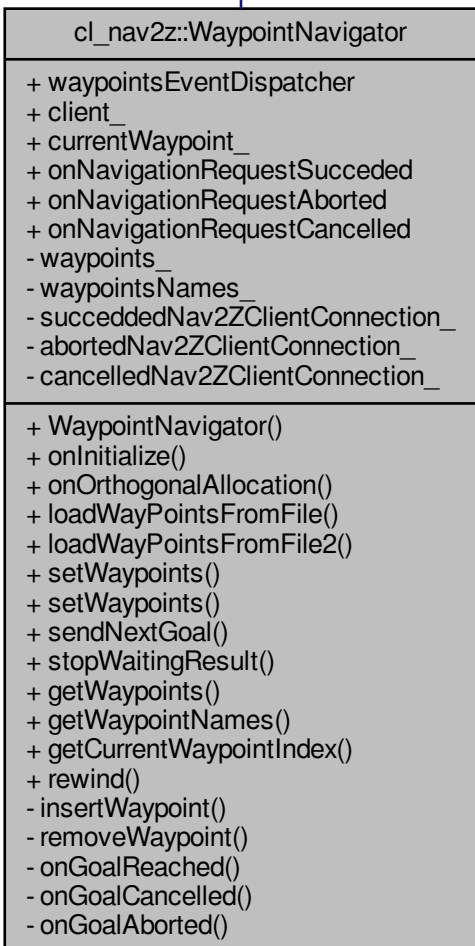 cl_nav2z::WaypointNavigator
+ waypointsEventDispatcher
+ client_
+ currentWaypoint_
+ onNavigationRequestSucceded
+ onNavigationRequestAborted
+ onNavigationRequestCancelled
- waypoints_
- waypointsNames_
- succeddedNav2ZClientConnection_
- abortedNav2ZClientConnection_
- cancelledNav2ZClientConnection_
+ WaypointNavigator()
+ onInitialize()
+ onOrthogonalAllocation()
+ loadWayPointsFromFile()
+ loadWayPointsFromFile2()
+ setWaypoints()
+ setWaypoints()
+ sendNextGoal()
+ stopWaitingResult()
+ getWaypoints()
+ getWaypointNames()
+ getCurrentWaypointIndex()
+ rewind()
- insertWaypoint()
- removeWaypoint()
- onGoalReached()
- onGoalCancelled()
- onGoalAborted()